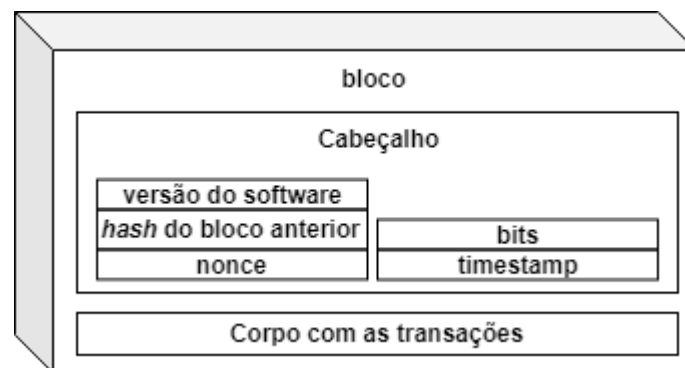 bloco
Cabeçalho
versão do software
hash do bloco anterior
nonce
bits
timestamp
Corpo com as transações